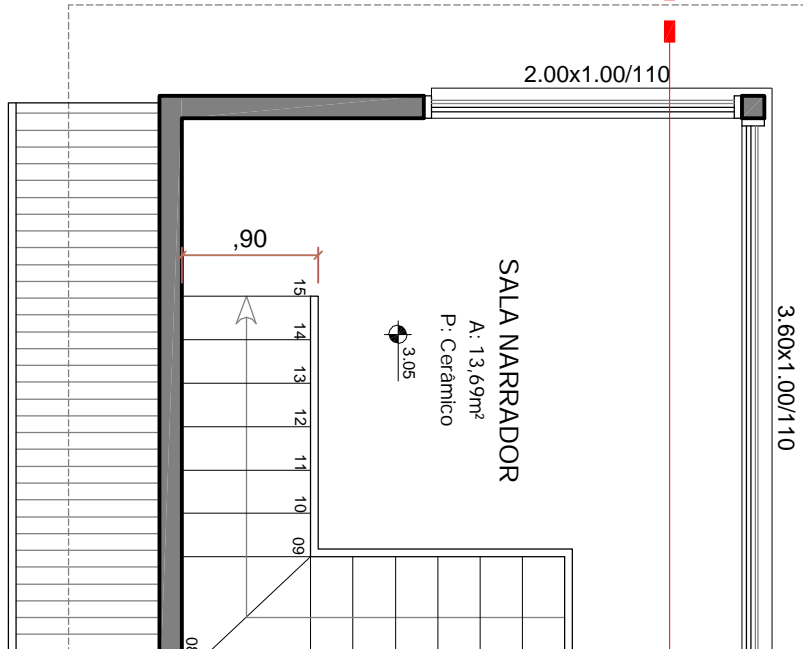 2.00x1.00/110
,90
SALA NARRADOR
A: 13,69m²
P: Cerâmico
3.05
3.60x1.00/110
15
14
13
12
11
10
09
08